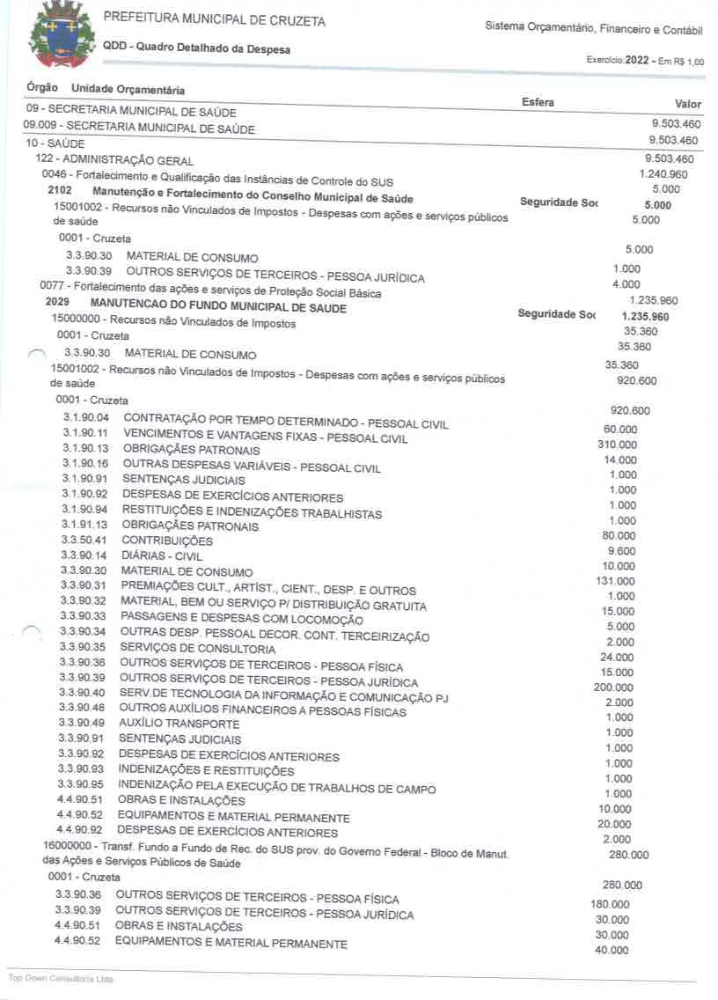 PREFEITURA MUNICIPAL DE CRUZETA
Sistema Orçamentário, Financeiro e Contábil
QDD - Quadro Detalhado da Despesa
Exercício:2022 - Em R$ 1,00
Órgão Unidade Orçamentária Esfera Valor
09 - SECRETARIA MUNICIPAL DE SAÚDE 9.503.460
09.009 - SECRETARIA MUNICIPAL DE SAÚDE 9.503.460
10 - SAÚDE 9.503.460
122 - ADMINISTRAÇÃO GERAL 1.240.960
0046 - Fortalecimento e Qualificação das Instâncias de Controle do SUS 5.000
2102 Manutenção e Fortalecimento do Conselho Municipal de Saúde Seguridade Soc 5.000
15001002 - Recursos não Vinculados de Impostos - Despesas com ações e serviços públicos 5.000
de saúde
0001 - Cruzeta 5.000
3.3.90.30 MATERIAL DE CONSUMO 1.000
3.3.90.39 OUTROS SERVIÇOS DE TERCEIROS - PESSOA JURÍDICA 4.000
0077 - Fortalecimento das ações e serviços de Proteção Social Básica 1.235.960
2029 MANUTENCAO DO FUNDO MUNICIPAL DE SAUDE Seguridade Soc 1.235.960
15000000 - Recursos não Vinculados de Impostos 35.360
0001 - Cruzeta 35.360
3.3.90.30 MATERIAL DE CONSUMO 35.360
15001002 - Recursos não Vinculados de Impostos - Despesas com ações e serviços públicos 920.600
de saúde
0001 - Cruzeta 920.600
3.1.90.04 CONTRATAÇÃO POR TEMPO DETERMINADO - PESSOAL CIVIL 60.000
3.1.90.11 VENCIMENTOS E VANTAGENS FIXAS - PESSOAL CIVIL 310.000
3.1.90.13 OBRIGAÇÕES PATRONAIS 14.000
3.1.90.16 OUTRAS DESPESAS VARIÁVEIS - PESSOAL CIVIL 1.000
3.1.90.91 SENTENÇAS JUDICIAIS 1.000
3.1.90.92 DESPESAS DE EXERCÍCIOS ANTERIORES 1.000
3.1.90.94 RESTITUIÇÕES E INDENIZAÇÕES TRABALHISTAS 1.000
3.1.91.13 OBRIGAÇÕES PATRONAIS 80.000
3.3.50.41 CONTRIBUIÇÕES 9.600
3.3.90.14 DIÁRIAS - CIVIL 10.000
3.3.90.30 MATERIAL DE CONSUMO 131.000
3.3.90.31 PREMIAÇÕES CULT., ARTÍST., CIENT., DESP. E OUTROS 1.000
3.3.90.32 MATERIAL, BEM OU SERVIÇO P/ DISTRIBUIÇÃO GRATUITA 15.000
3.3.90.33 PASSAGENS E DESPESAS COM LOCOMOÇÃO 5.000
3.3.90.34 OUTRAS DESP. PESSOAL DECOR. CONT. TERCEIRIZAÇÃO 2.000
3.3.90.35 SERVIÇOS DE CONSULTORIA 24.000
3.3.90.36 OUTROS SERVIÇOS DE TERCEIROS - PESSOA FÍSICA 15.000
3.3.90.39 OUTROS SERVIÇOS DE TERCEIROS - PESSOA JURÍDICA 200.000
3.3.90.40 SERV.DE TECNOLOGIA DA INFORMAÇÃO E COMUNICAÇÃO PJ 2.000
3.3.90.48 OUTROS AUXÍLIOS FINANCEIROS A PESSOAS FÍSICAS 1.000
3.3.90.49 AUXÍLIO TRANSPORTE 1.000
3.3.90.91 SENTENÇAS JUDICIAIS 1.000
3.3.90.92 DESPESAS DE EXERCÍCIOS ANTERIORES 1.000
3.3.90.93 INDENIZAÇÕES E RESTITUIÇÕES 1.000
3.3.90.95 INDENIZAÇÃO PELA EXECUÇÃO DE TRABALHOS DE CAMPO 1.000
4.4.90.51 OBRAS E INSTALAÇÕES 10.000
4.4.90.52 EQUIPAMENTOS E MATERIAL PERMANENTE 20.000
4.4.90.92 DESPESAS DE EXERCÍCIOS ANTERIORES 2.000
16000000 - Transf. Fundo a Fundo de Rec. do SUS prov. do Governo Federal - Bloco de Manut. 280.000
das Ações e Serviços Públicos de Saúde
0001 - Cruzeta 280.000
3.3.90.36 OUTROS SERVIÇOS DE TERCEIROS - PESSOA FÍSICA 180.000
3.3.90.39 OUTROS SERVIÇOS DE TERCEIROS - PESSOA JURÍDICA 30.000
4.4.90.51 OBRAS E INSTALAÇÕES 30.000
4.4.90.52 EQUIPAMENTOS E MATERIAL PERMANENTE 40.000
Top Down Consultoria Ltda